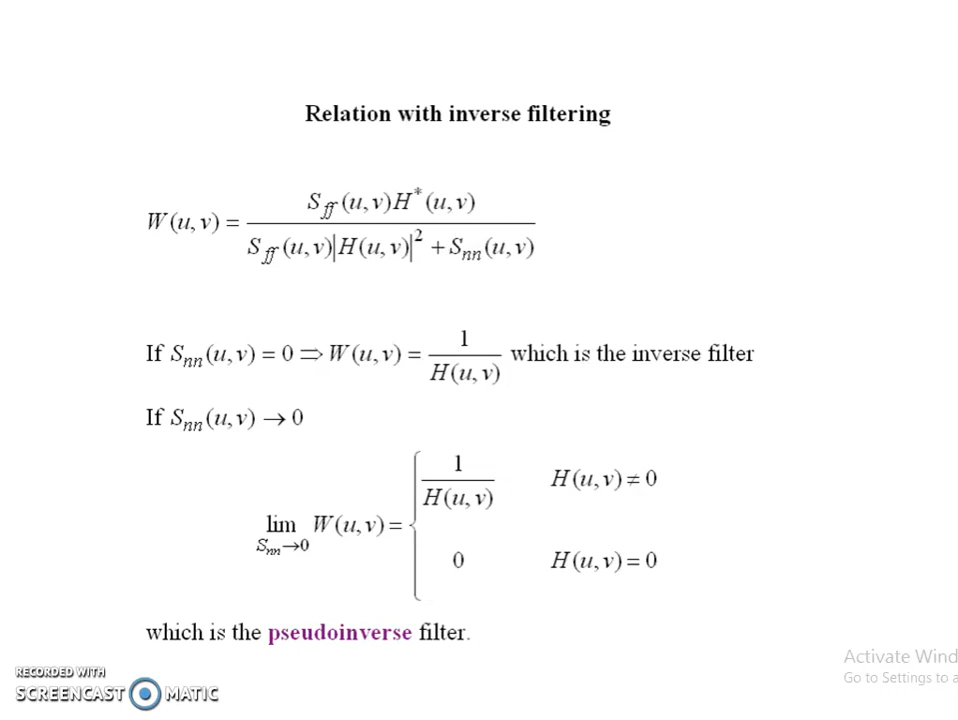 Relation with inverse filtering
W(u,v) = S_ff(u,v)H*(u,v) / S_ff(u,v)|H(u,v)|² + S_nn(u,v)
If S_nn(u,v) = 0 ⇒ W(u,v) = 1 / H(u,v) which is the inverse filter
If S_nn(u,v) → 0
lim S_nn→0 W(u,v) = { 1 / H(u,v) H(u,v) ≠ 0
0 H(u,v) = 0
which is the pseudoinverse filter.
RECORDED WITH
SCREENCAST MATIC
Activate Wind
Go to Settings to a